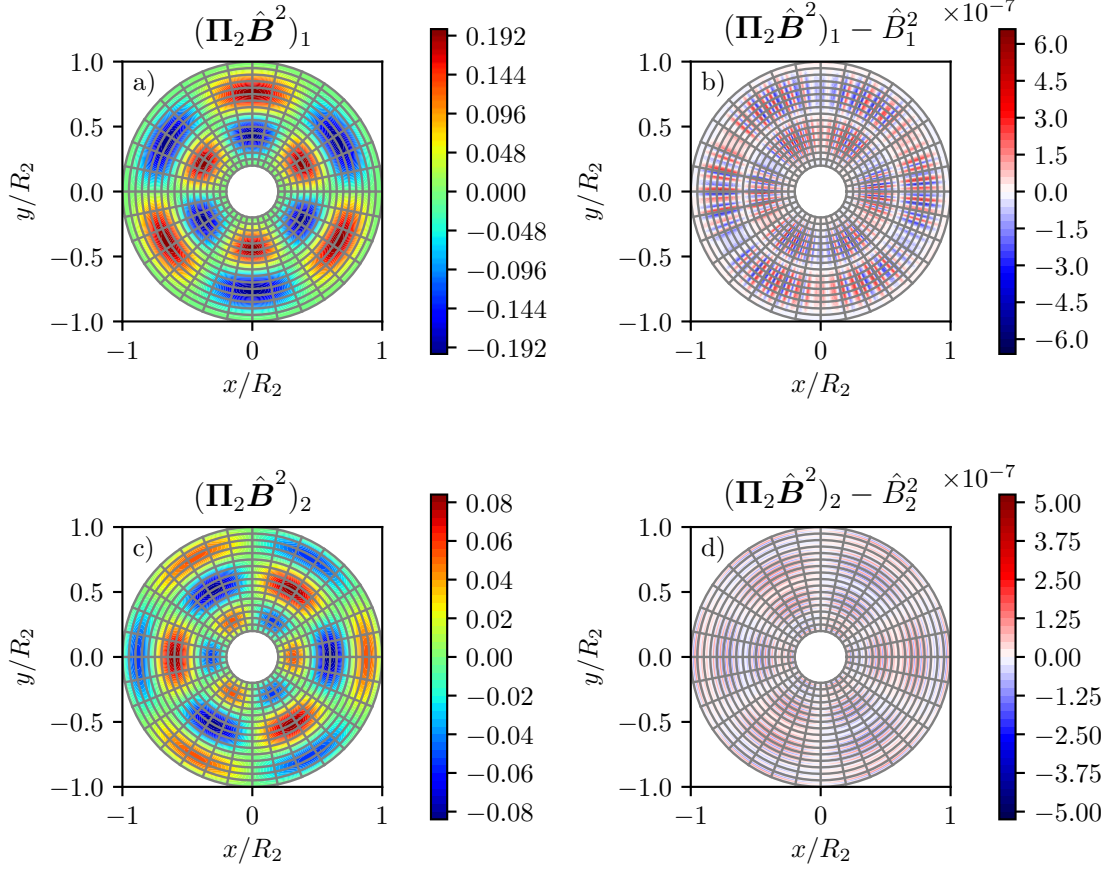 (Π₂B̂²)₁
a)
1.0
0.5
0.0
−0.5
−1.0
y/R₂
−1 0 1
x/R₂
0.192
0.144
0.096
0.048
0.000
−0.048
−0.096
−0.144
−0.192
(Π₂B̂²)₁ − B̂₁²
×10⁻⁷
b)
1.0
0.5
0.0
−0.5
−1.0
y/R₂
−1 0 1
x/R₂
6.0
4.5
3.0
1.5
0.0
−1.5
−3.0
−4.5
−6.0
(Π₂B̂²)₂
c)
1.0
0.5
0.0
−0.5
−1.0
y/R₂
−1 0 1
x/R₂
0.08
0.06
0.04
0.02
0.00
−0.02
−0.04
−0.06
−0.08
(Π₂B̂²)₂ − B̂₂²
×10⁻⁷
d)
1.0
0.5
0.0
−0.5
−1.0
y/R₂
−1 0 1
x/R₂
5.00
3.75
2.50
1.25
0.00
−1.25
−2.50
−3.75
−5.00